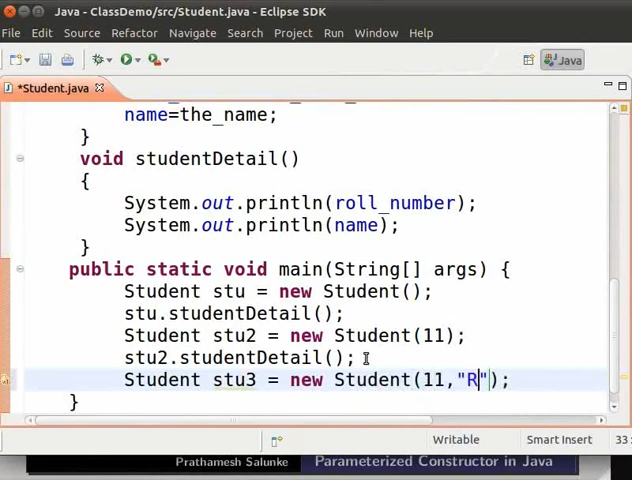 Java - ClassDemo/src/Student.java - Eclipse SDK
File Edit Source Refactor Navigate Search Project Run Window Help
Java
*Student.java
name=the_name;
}
void studentDetail()
{
System.out.println(roll_number);
System.out.println(name);
}
public static void main(String[] args) {
Student stu = new Student();
stu.studentDetail();
Student stu2 = new Student(11);
stu2.studentDetail();
Student stu3 = new Student(11,"R");
}
Writable Smart Insert 33
Prathamesh Salunke Parameterized Constructor in Java